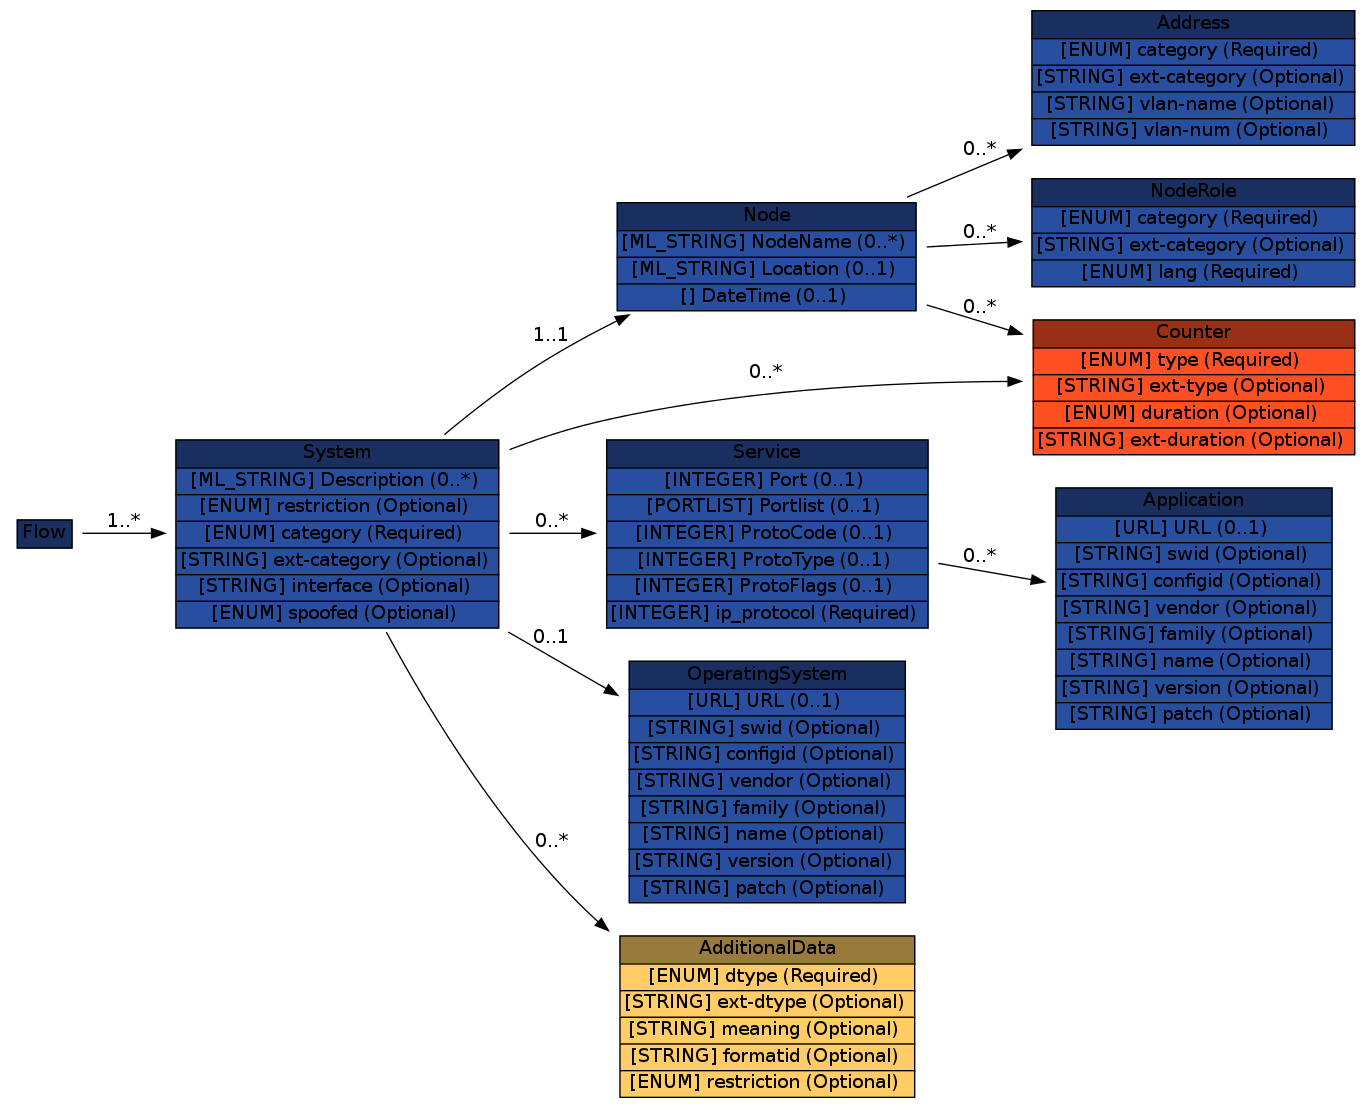 Flow
1..*
System
[ML_STRING] Description (0..*)
[ENUM] restriction (Optional)
[ENUM] category (Required)
[STRING] ext-category (Optional)
[STRING] interface (Optional)
[ENUM] spoofed (Optional)
1..1
0..*
0..*
0..1
0..*
Node
[ML_STRING] NodeName (0..*)
[ML_STRING] Location (0..1)
[] DateTime (0..1)
0..*
0..*
0..*
Service
[INTEGER] Port (0..1)
[PORTLIST] Portlist (0..1)
[INTEGER] ProtoCode (0..1)
[INTEGER] ProtoType (0..1)
[INTEGER] ProtoFlags (0..1)
[INTEGER] ip_protocol (Required)
0..*
OperatingSystem
[URL] URL (0..1)
[STRING] swid (Optional)
[STRING] configid (Optional)
[STRING] vendor (Optional)
[STRING] family (Optional)
[STRING] name (Optional)
[STRING] version (Optional)
[STRING] patch (Optional)
AdditionalData
[ENUM] dtype (Required)
[STRING] ext-dtype (Optional)
[STRING] meaning (Optional)
[STRING] formatid (Optional)
[ENUM] restriction (Optional)
Address
[ENUM] category (Required)
[STRING] ext-category (Optional)
[STRING] vlan-name (Optional)
[STRING] vlan-num (Optional)
NodeRole
[ENUM] category (Required)
[STRING] ext-category (Optional)
[ENUM] lang (Required)
Counter
[ENUM] type (Required)
[STRING] ext-type (Optional)
[ENUM] duration (Optional)
[STRING] ext-duration (Optional)
Application
[URL] URL (0..1)
[STRING] swid (Optional)
[STRING] configid (Optional)
[STRING] vendor (Optional)
[STRING] family (Optional)
[STRING] name (Optional)
[STRING] version (Optional)
[STRING] patch (Optional)